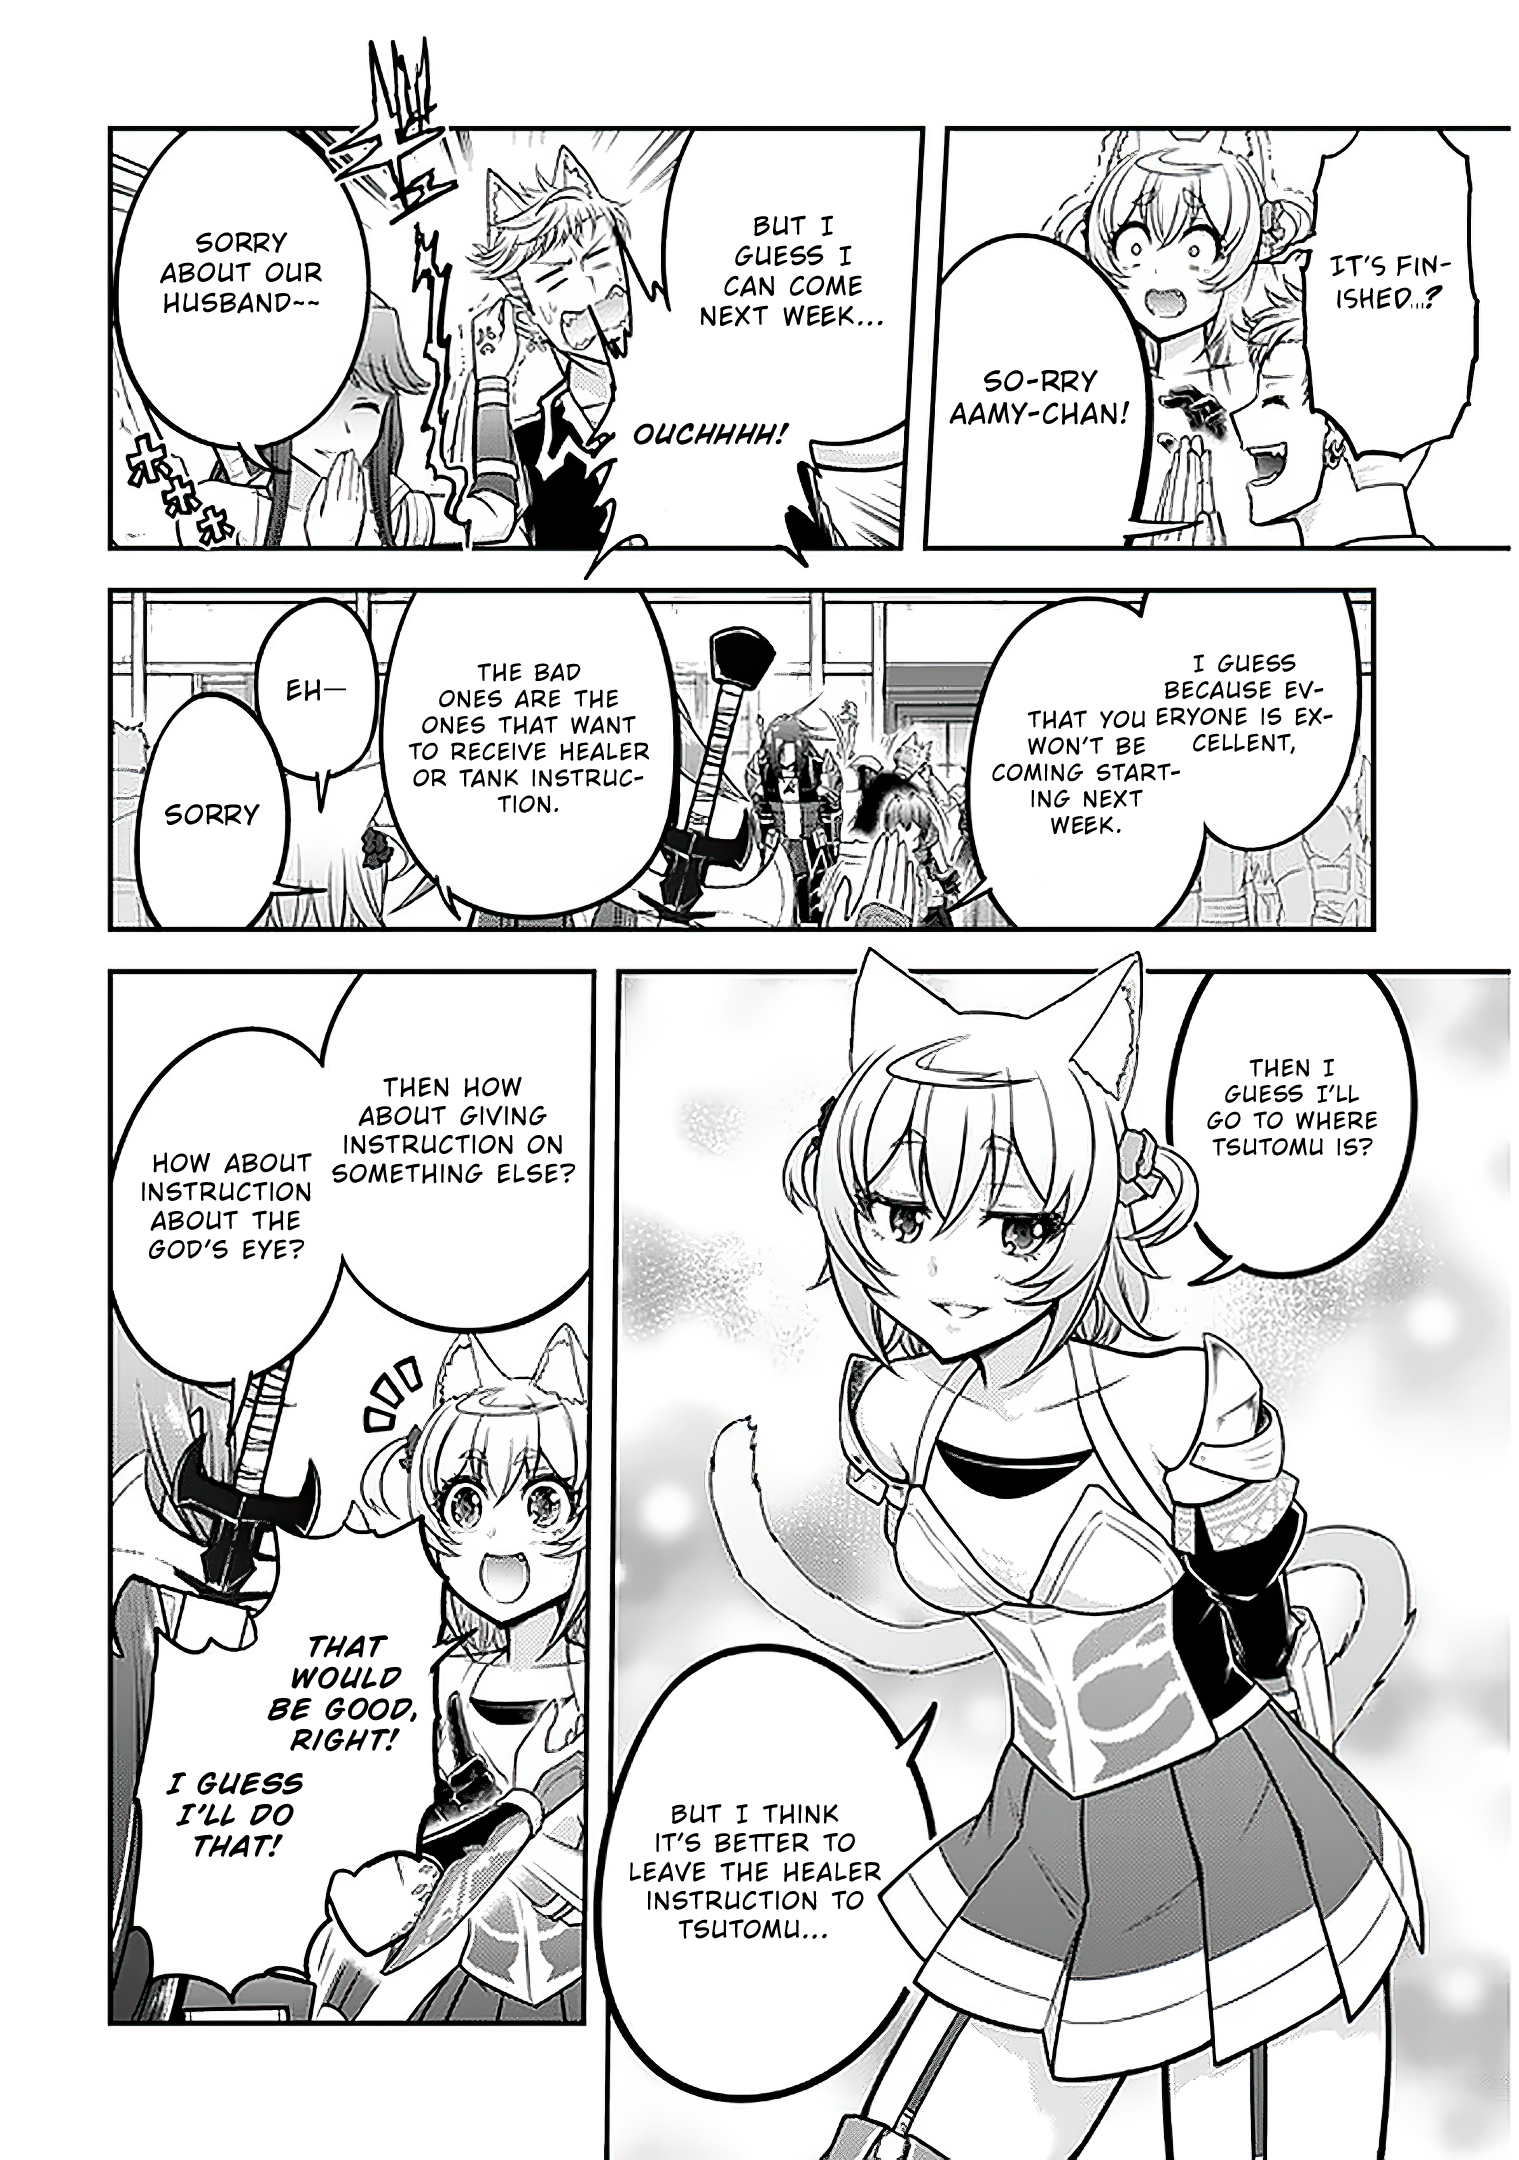 IT'S FIN-
ISHED...?
SO-RRY
AAMY-CHAN!
BUT I
GUESS I
CAN COME
NEXT WEEK...
OUCHHHH!
SORRY
ABOUT OUR
HUSBAND~~
I GUESS
BECAUSE EV-
ERYONE IS EX-
CELLENT,
THAT YOU
WON'T BE
COMING START-
ING NEXT
WEEK.
THE BAD
ONES ARE THE
ONES THAT WANT
TO RECEIVE HEALER
OR TANK INSTRUC-
TION.
EH—
SORRY
THEN I
GUESS I'LL
GO TO WHERE
TSUTOMU IS?
BUT I THINK
IT'S BETTER TO
LEAVE THE HEALER
INSTRUCTION TO
TSUTOMU...
THEN HOW
ABOUT GIVING
INSTRUCTION ON
SOMETHING ELSE?
HOW ABOUT
INSTRUCTION
ABOUT THE
GOD'S EYE?
THAT
WOULD
BE GOOD,
RIGHT!
I GUESS
I'LL DO
THAT!